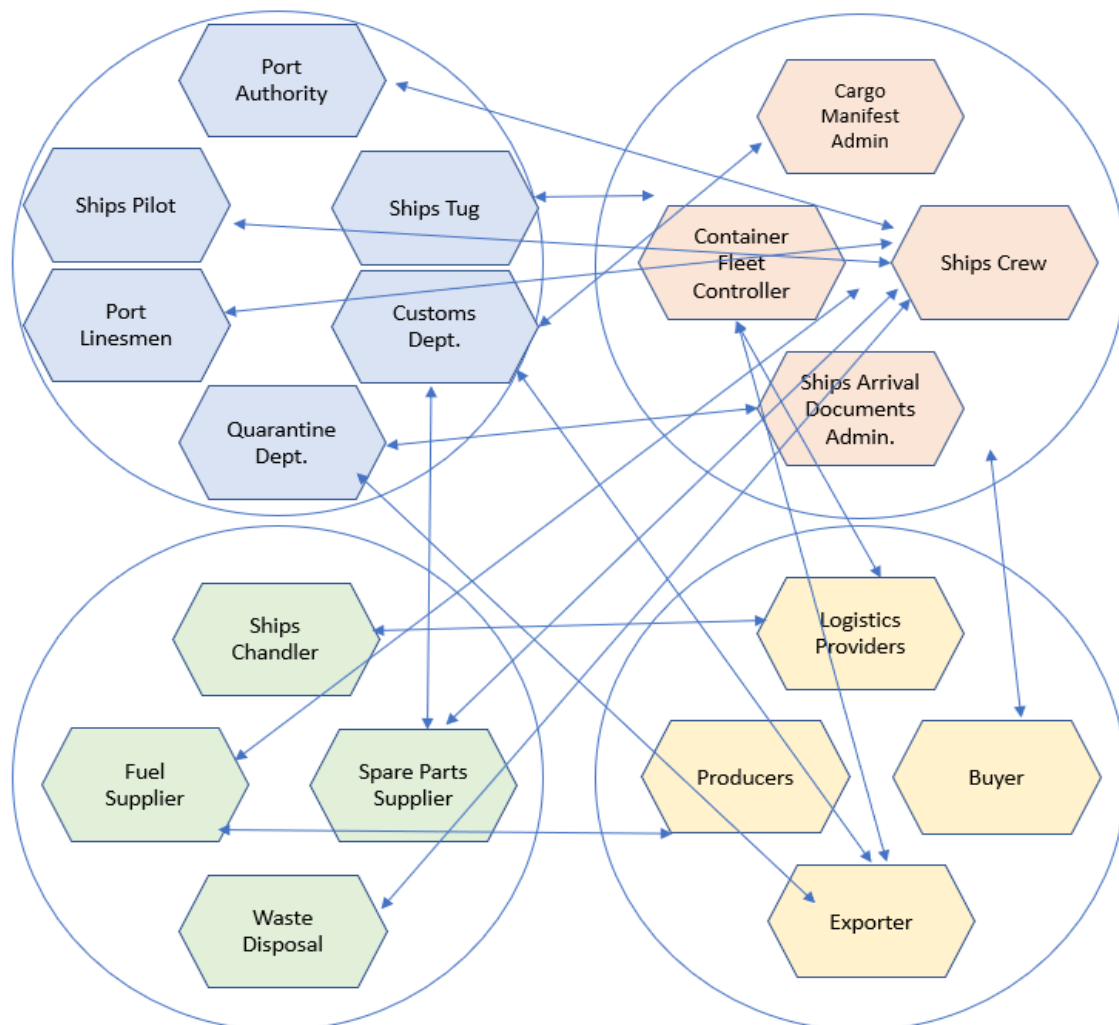 Port
Authority
Ships Pilot
Ships Tug
Port
Linesmen
Customs
Dept.
Quarantine
Dept.
Cargo
Manifest
Admin
Container
Fleet
Controller
Ships Crew
Ships Arrival
Documents
Admin.
Ships
Chandler
Fuel
Supplier
Spare Parts
Supplier
Waste
Disposal
Logistics
Providers
Producers
Buyer
Exporter